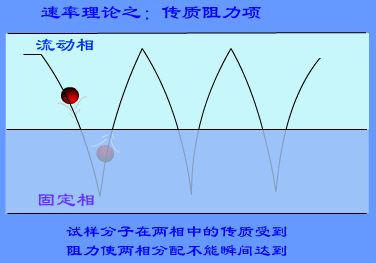 速率理论之：传质阻力项
流动相
固定相
试样分子在两相中的传质受到
阻力使两相分配不能瞬间达到